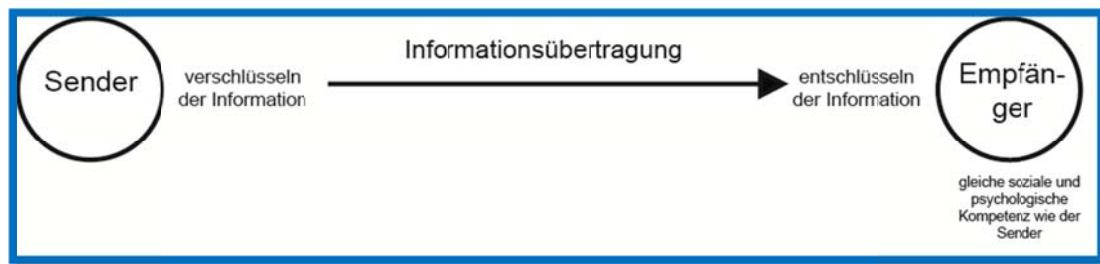 Informationsübertragung
Sender
verschlüsseln
der Information
entschlüsseln
der Information
Empfän-
ger
gleiche soziale und
psychologische
Kompetenz wie der
Sender